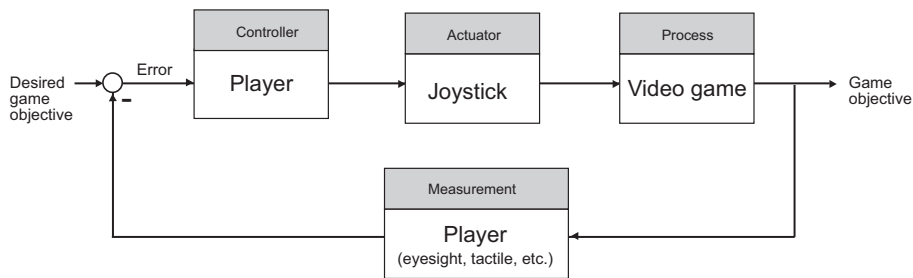 Controller
Player
Actuator
Joystick
Process
Video game
Desired
game
objective
Error
-
Game
objective
Measurement
Player
(eyesight, tactile, etc.)